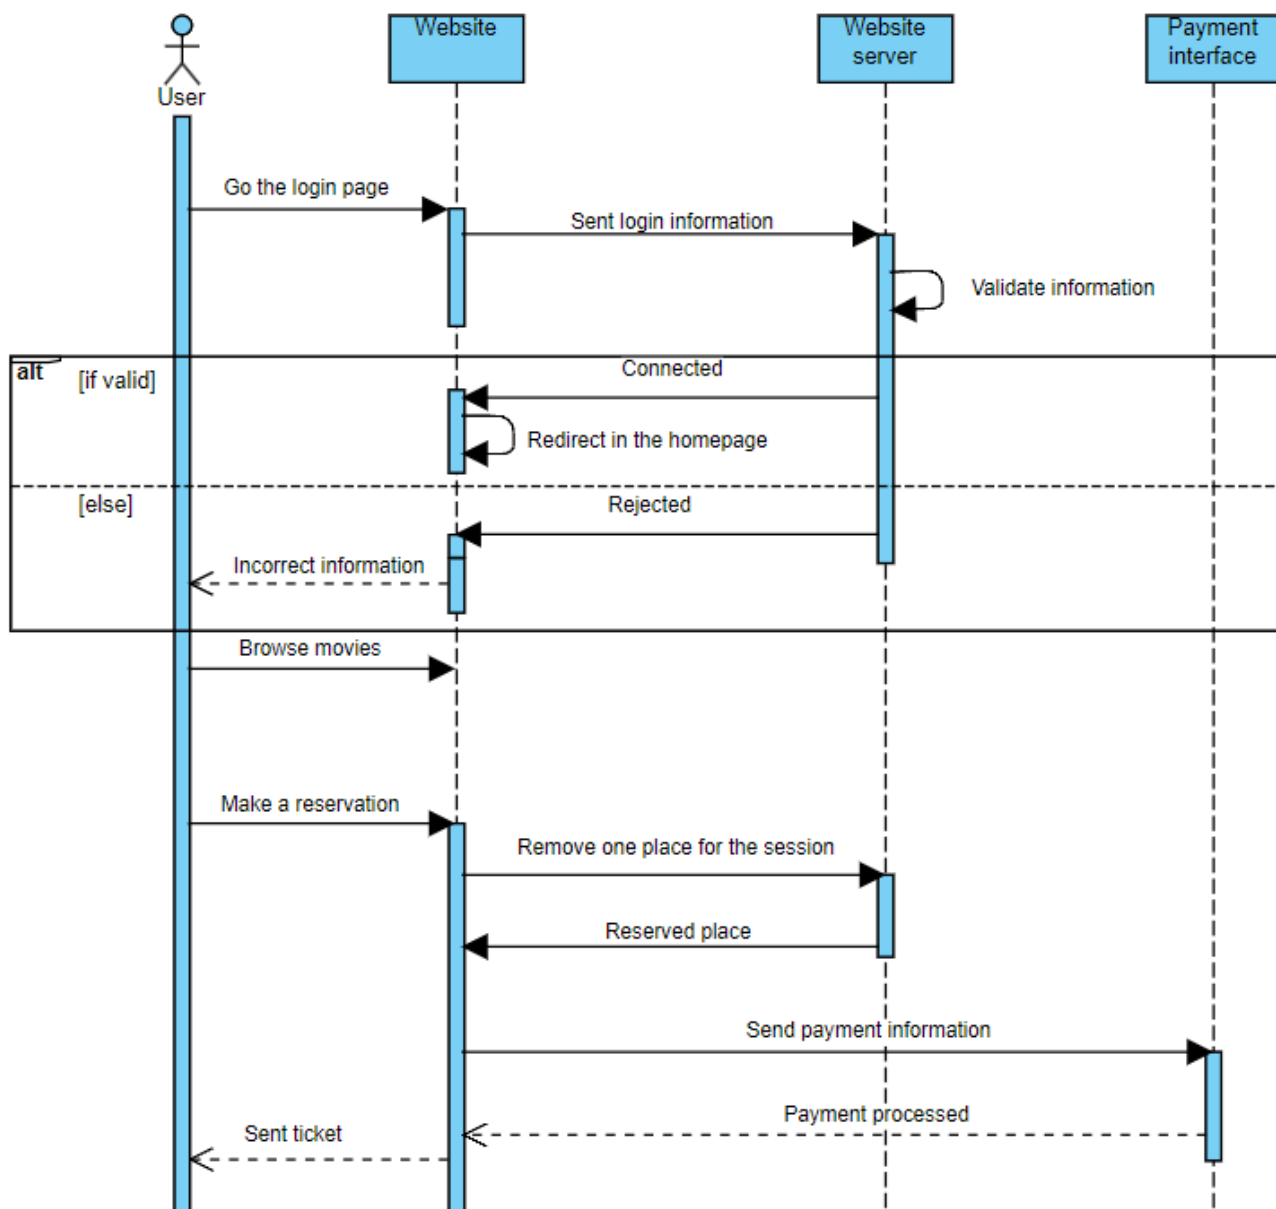 User
Website
Website
server
Payment
interface
Go the login page
Sent login information
Validate information
alt
[if valid]
Connected
Redirect in the homepage
[else]
Rejected
Incorrect information
Browse movies
Make a reservation
Remove one place for the session
Reserved place
Send payment information
Payment processed
Sent ticket